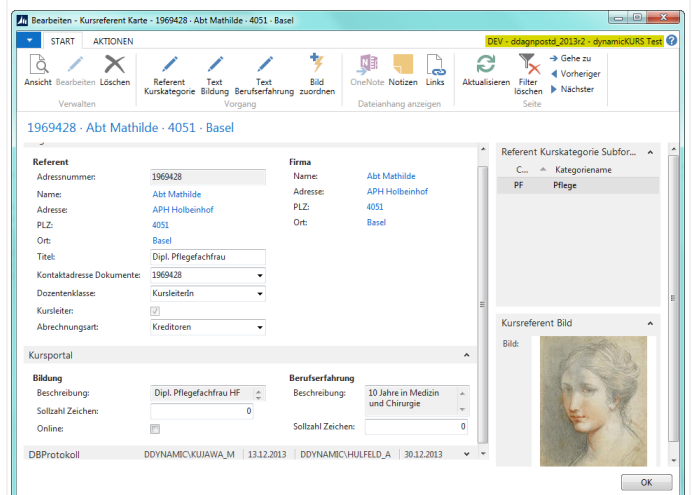 Bearbeiten - Kursreferent Karte - 1969428 · Abt Mathilde · 4051 · Basel
START AKTIONEN
DEV - ddagnpostd_2013r2 - dynamicKURS Test
Ansicht Bearbeiten Löschen
Verwalten
Referent Kurskategorie
Text Bildung
Text Berufserfahrung
Bild zuordnen
Vorgang
OneNote Notizen Links
Dateianhang anzeigen
Aktualisieren
Filter löschen
Gehe zu
Vorheriger
Nächster
Seite
1969428 · Abt Mathilde · 4051 · Basel
Referent
Adressnummer: 1969428
Name: Abt Mathilde
Adresse: APH Holbeinhof
PLZ: 4051
Ort: Basel
Titel: Dipl. Pflegefachfrau
Kontaktadresse Dokumente: 1969428
Dozentenklasse: KursleiterIn
Kursleiter:
Abrechnungsart: Kreditoren
Firma
Name: Abt Mathilde
Adresse: APH Holbeinhof
PLZ: 4051
Ort: Basel
Kursportal
Bildung
Beschreibung: Dipl. Pflegefachfrau HF
Sollzahl Zeichen: 0
Online:
Berufserfahrung
Beschreibung: 10 Jahre in Medizin
und Chirurgie
Sollzahl Zeichen: 0
DBProtokoll DDYNAMIC\KUJAWA_M 13.12.2013 DDYNAMIC\HULFELD_A 30.12.2013
Referent Kurskategorie Subfor...
C... Kategoriename
PF Pflege
Kursreferent Bild
Bild:
OK